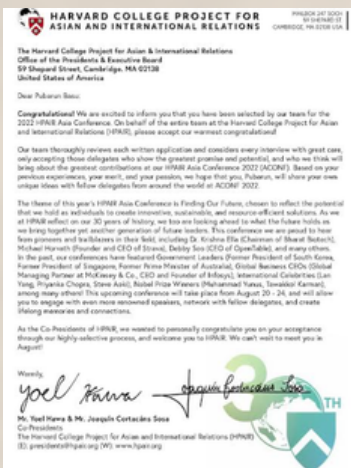 HARVARD COLLEGE PROJECT FOR
ASIAN AND INTERNATIONAL RELATIONS
MAILBOX 247 SOCH
59 SHEPARD ST.
CAMBRIDGE, MA 02138 USA
The Harvard College Project for Asian & International Relations
Office of the Presidents & Executive Board
59 Shepard Street, Cambridge, MA 02138
United States of America
Dear Pubarun Basu:
Congratulations! We are excited to inform you that you have been selected by our team for the
2022 HPAIR Asia Conference. On behalf of the entire team at the Harvard College Project for Asian
and International Relations (HPAIR), please accept our warmest congratulations!
Our team thoroughly reviews each written application and considers every interview with great care,
only accepting those delegates who show the greatest promise and potential, and who we think will
bring about the greatest contributions at our HPAIR Asia Conference 2022 (ACONF). Based on your
previous experiences, your merit, and your passion, we hope that you, Pubarun, will share your own
unique ideas with fellow delegates from around the world at ACONF 2022.
The theme of this year's HPAIR Asia Conference is Finding Our Future, chosen to reflect the potential
that we hold as individuals to create innovative, sustainable, and resource-efficient solutions. As we
at HPAIR reflect on our 30 years of history, we too are looking ahead to what the future holds as
we bring together yet another generation of future leaders. This conference we are proud to hear
from pioneers and trailblazers in their field, including Dr. Krishna Ella (Chairman of Bharat Biotech),
Michael Horvath (Founder and CEO of Strava), Debby Soo (CEO of OpenTable), and many others.
In the past, our conferences have featured Government Leaders (Former President of South Korea,
Former President of Singapore, Former Prime Minister of Australia), Global Business CEOs (Global
Managing Partner at McKinsey & Co., CEO and Founder of Infosys), International Celebrities (Lan
Yang, Priyanka Chopra, Steve Aoki), Nobel Prize Winners (Muhammad Yunus, Tawakkol Karman),
among many others! This upcoming conference will take place from August 20 - 24, and will allow
you to engage with even more renowned speakers, network with fellow delegates, and create
lifelong memories and connections.
As the Co-Presidents of HPAIR, we wanted to personally congratulate you on your acceptance
through our highly-selective process, and welcome you to HPAIR. We can't wait to meet you in
August!
Warmly,
Yoel Hawa Joaquín Cortacans Sosa
30TH
Mr. Yoel Hawa & Mr. Joaquín Cortacáns Sosa
Co-Presidents
The Harvard College Project for Asian and International Relations (HPAIR)
(E): presidents@hpair.org (W): www.hpair.org